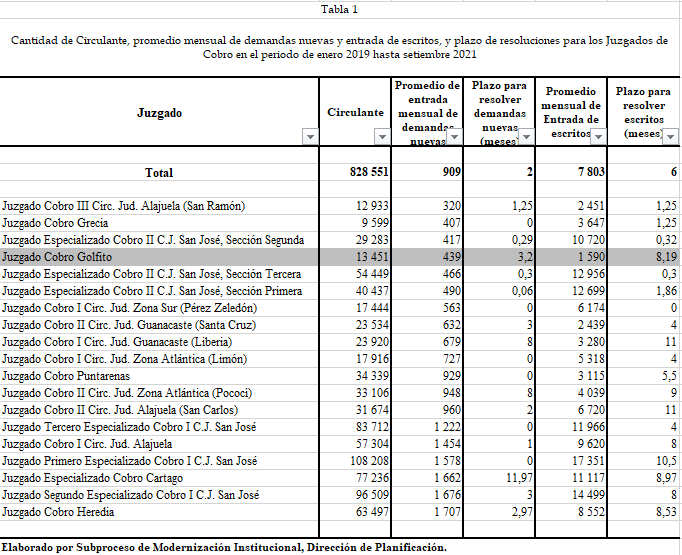 Tabla 1
Cantidad de Circulante, promedio mensual de demandas nuevas y entrada de escritos, y plazo de resoluciones para los Juzgados de
Cobro en el periodo de enero 2019 hasta setiembre 2021
Juzgado Circulante Promedio de entrada mensual de demandas nuevas Plazo para resolver demandas nuevas (meses) Promedio mensual de Entrada de escritos Plazo para resolver escritos (meses)
Total 828 551 909 2 7 803 6
Juzgado Cobro III Circ. Jud. Alajuela (San Ramón) 12 933 320 1,25 2 451 1,25
Juzgado Cobro Grecia 9 599 407 0 3 647 1,25
Juzgado Especializado Cobro II C.J. San José, Sección Segunda 29 283 417 0,29 10 720 0,32
Juzgado Cobro Golfito 13 451 439 3,2 1 590 8,19
Juzgado Especializado Cobro II C.J. San José, Sección Tercera 54 449 466 0,3 12 956 0,3
Juzgado Especializado Cobro II C.J. San José, Sección Primera 40 437 490 0,06 12 699 1,86
Juzgado Cobro I Circ. Jud. Zona Sur (Pérez Zeledón) 17 444 563 0 6 174 0
Juzgado Cobro II Circ. Jud. Guanacaste (Santa Cruz) 23 534 632 3 2 439 4
Juzgado Cobro I Circ. Jud. Guanacaste (Liberia) 23 920 679 8 3 280 11
Juzgado Cobro I Circ. Jud. Zona Atlántica (Limón) 17 916 727 0 5 318 4
Juzgado Cobro Puntarenas 34 339 929 0 3 115 5,5
Juzgado Cobro II Circ. Jud. Zona Atlántica (Pococi) 33 106 948 8 4 039 9
Juzgado Cobro II Circ. Jud. Alajuela (San Carlos) 31 674 960 2 6 720 11
Juzgado Tercero Especializado Cobro I C.J. San José 83 712 1 222 0 11 966 4
Juzgado Cobro I Circ. Jud. Alajuela 57 304 1 454 1 9 620 8
Juzgado Primero Especializado Cobro I C.J. San José 108 208 1 578 0 17 351 10,5
Juzgado Especializado Cobro Cartago 77 236 1 662 11,97 11 117 8,97
Juzgado Segundo Especializado Cobro I C.J. San José 96 509 1 676 3 14 499 8
Juzgado Cobro Heredia 63 497 1 707 2,97 8 552 8,53
Elaborado por Subproceso de Modernización Institucional, Dirección de Planificación.